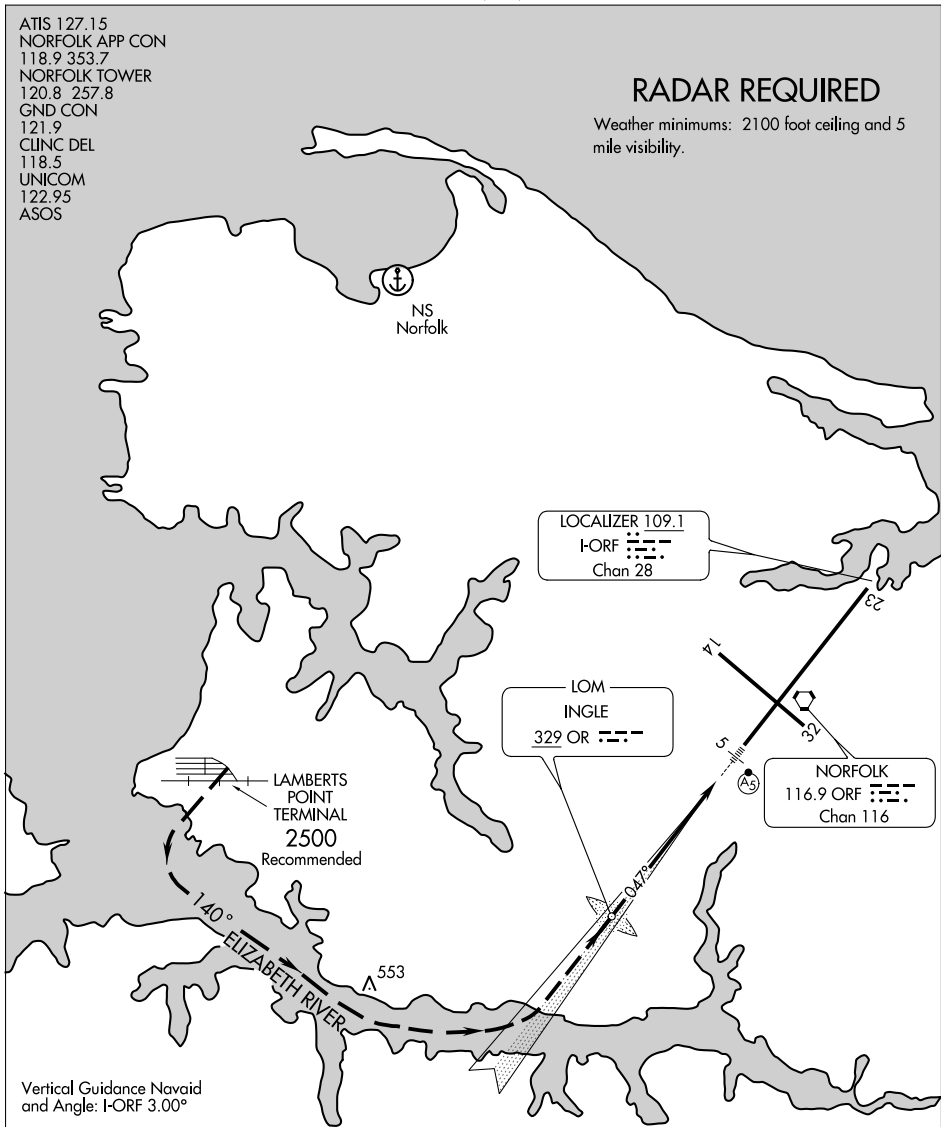 ATIS 127.15
NORFOLK APP CON
118.9 353.7
NORFOLK TOWER
120.8 257.8
GND CON
121.9
CLNC DEL
118.5
UNICOM
122.95
ASOS
RADAR REQUIRED
Weather minimums: 2100 foot ceiling and 5
mile visibility.
NS
Norfolk
LOCALIZER 109.1
I-ORF
Chan 28
23
14
32
5
A5
LOM
INGLE
329 OR
NORFOLK
116.9 ORF
Chan 116
LAMBERTS
POINT
TERMINAL
2500
Recommended
047°
140°
ELIZABETH RIVER
553
Vertical Guidance Navaid
and Angle: I-ORF 3.00°